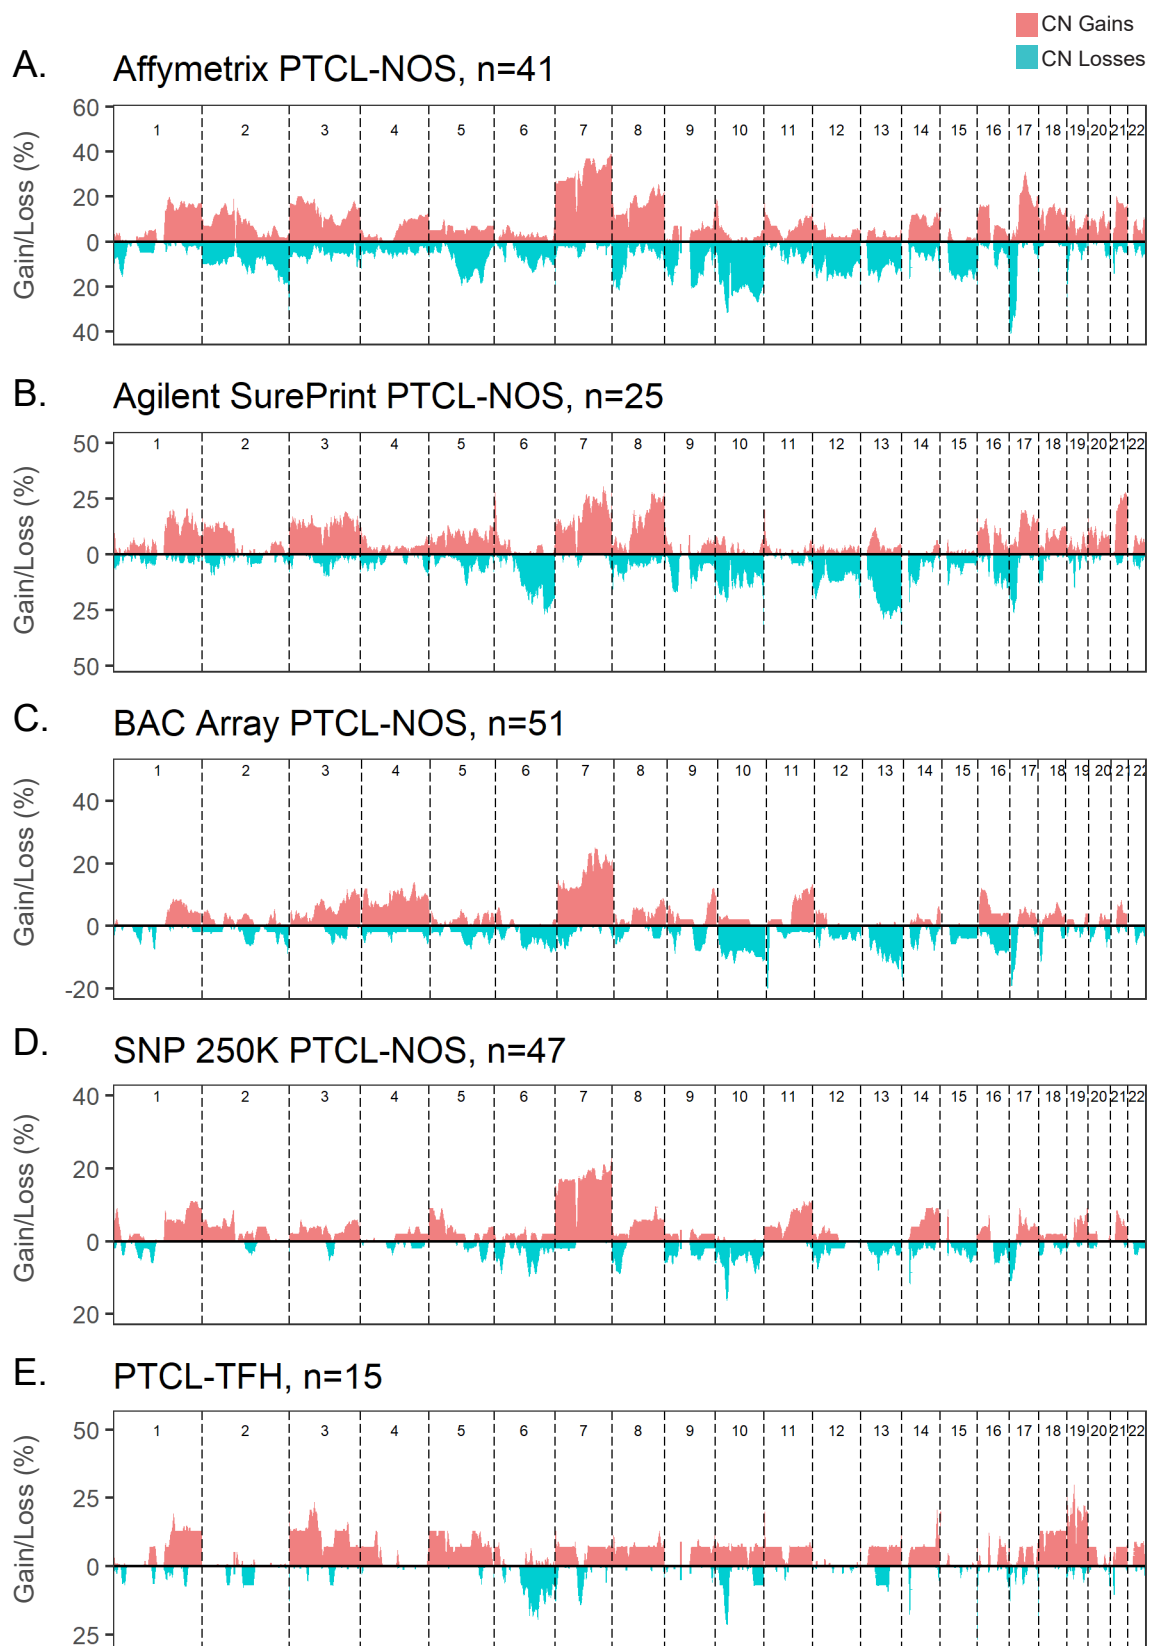 CN Gains
CN Losses
A.
Affymetrix PTCL-NOS, n=41
Gain/Loss (%)
60
40
20
0
20
40
1 2 3 4 5 6 7 8 9 10 11 12 13 14 15 16 17 18 19 20 21 22
B.
Agilent SurePrint PTCL-NOS, n=25
Gain/Loss (%)
50
25
0
25
50
1 2 3 4 5 6 7 8 9 10 11 12 13 14 15 16 17 18 19 20 21 22
C.
BAC Array PTCL-NOS, n=51
Gain/Loss (%)
40
20
0
-20
1 2 3 4 5 6 7 8 9 10 11 12 13 14 15 16 17 18 19 20 21 22
D.
SNP 250K PTCL-NOS, n=47
Gain/Loss (%)
40
20
0
20
1 2 3 4 5 6 7 8 9 10 11 12 13 14 15 16 17 18 19 20 21 22
E.
PTCL-TFH, n=15
Gain/Loss (%)
50
25
0
25
1 2 3 4 5 6 7 8 9 10 11 12 13 14 15 16 17 18 19 20 21 22